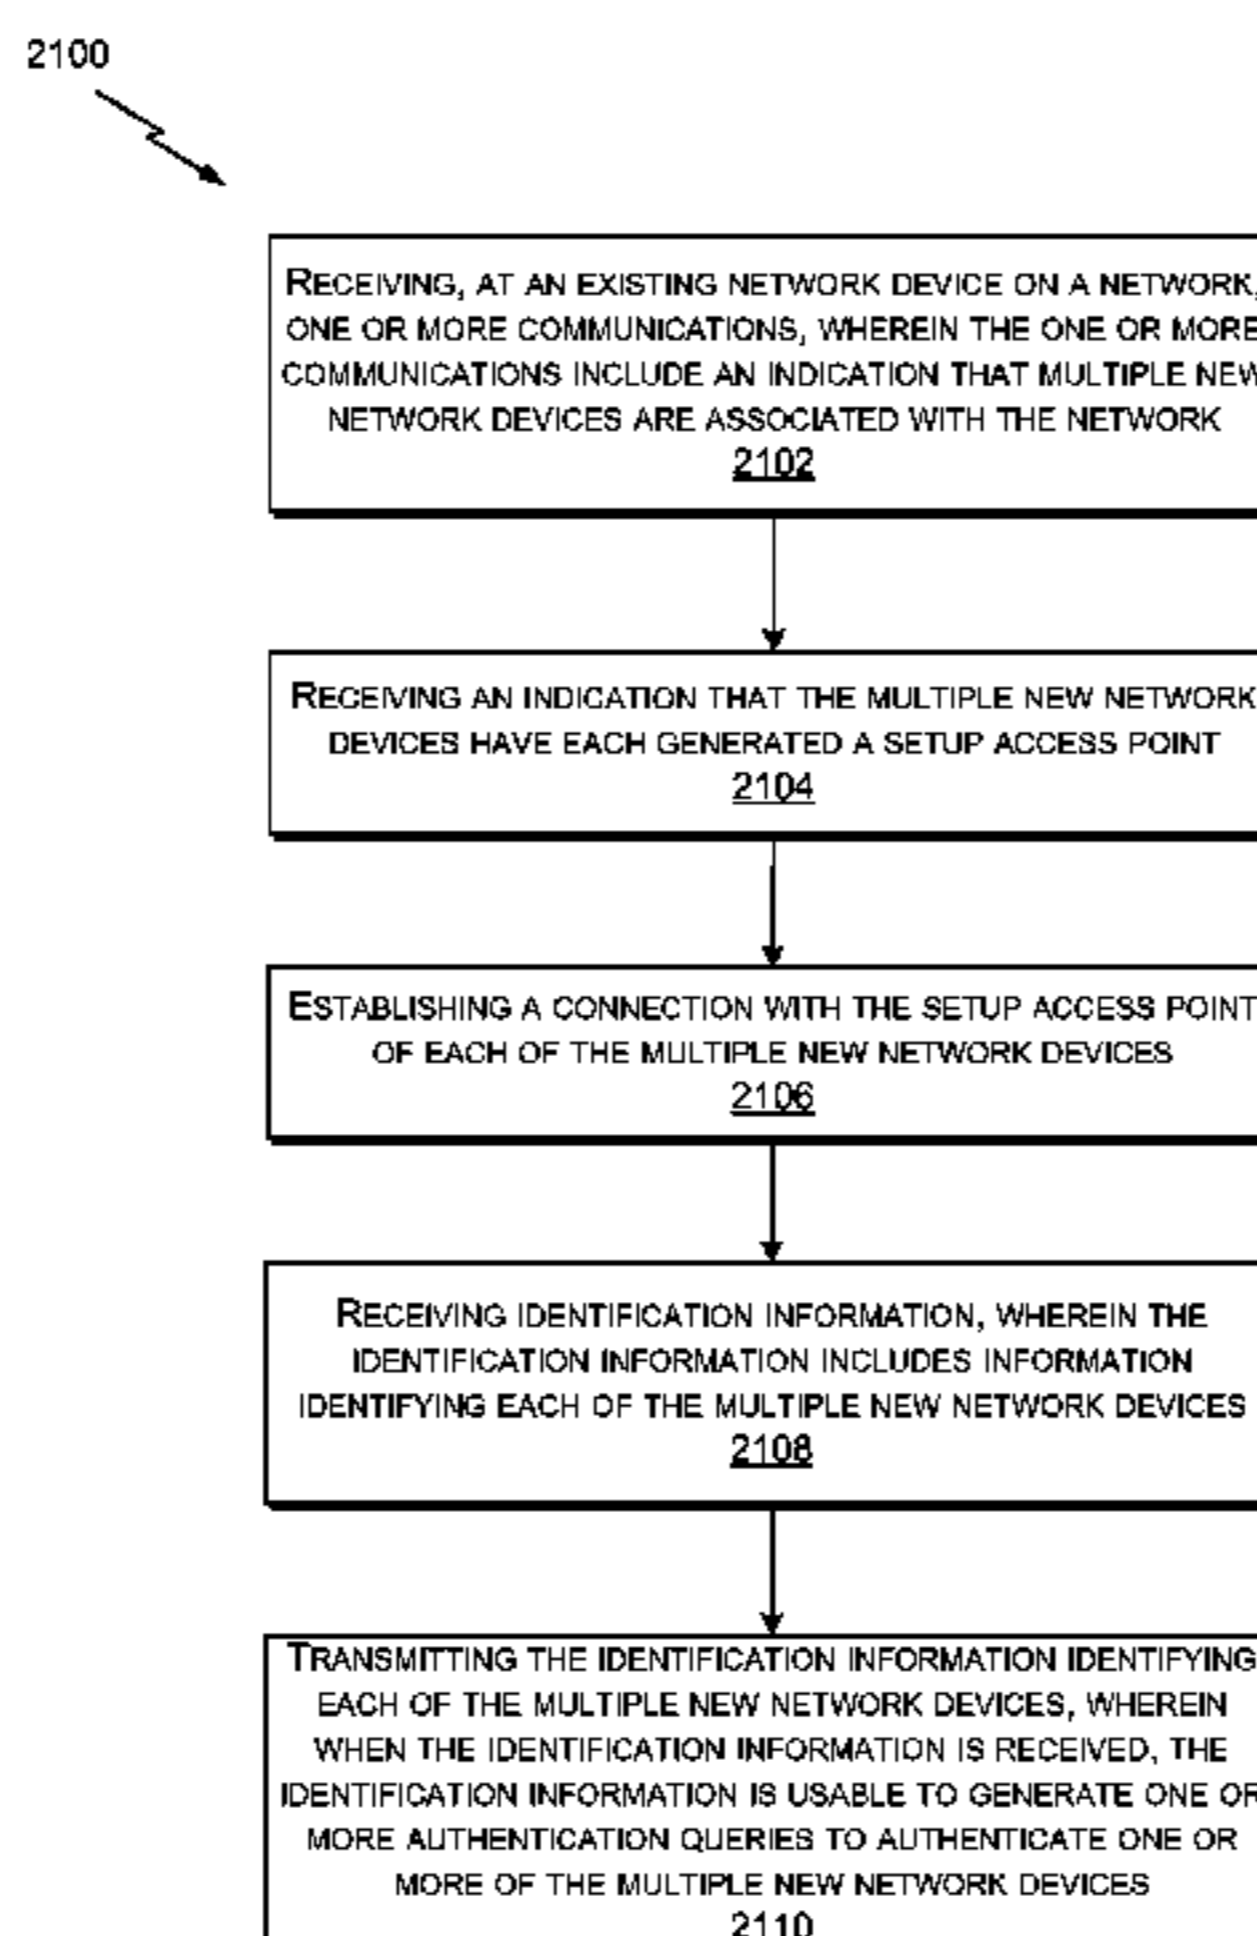 2100
RECEIVING, AT AN EXISTING NETWORK DEVICE ON A NETWORK,
ONE OR MORE COMMUNICATIONS, WHEREIN THE ONE OR MORE
COMMUNICATIONS INCLUDE AN INDICATION THAT MULTIPLE NEW
NETWORK DEVICES ARE ASSOCIATED WITH THE NETWORK
2102
RECEIVING AN INDICATION THAT THE MULTIPLE NEW NETWORK
DEVICES HAVE EACH GENERATED A SETUP ACCESS POINT
2104
ESTABLISHING A CONNECTION WITH THE SETUP ACCESS POINT
OF EACH OF THE MULTIPLE NEW NETWORK DEVICES
2106
RECEIVING IDENTIFICATION INFORMATION, WHEREIN THE
IDENTIFICATION INFORMATION INCLUDES INFORMATION
IDENTIFYING EACH OF THE MULTIPLE NEW NETWORK DEVICES
2108
TRANSMITTING THE IDENTIFICATION INFORMATION IDENTIFYING
EACH OF THE MULTIPLE NEW NETWORK DEVICES, WHEREIN
WHEN THE IDENTIFICATION INFORMATION IS RECEIVED, THE
IDENTIFICATION INFORMATION IS USABLE TO GENERATE ONE OR
MORE AUTHENTICATION QUERIES TO AUTHENTICATE ONE OR
MORE OF THE MULTIPLE NEW NETWORK DEVICES
2110